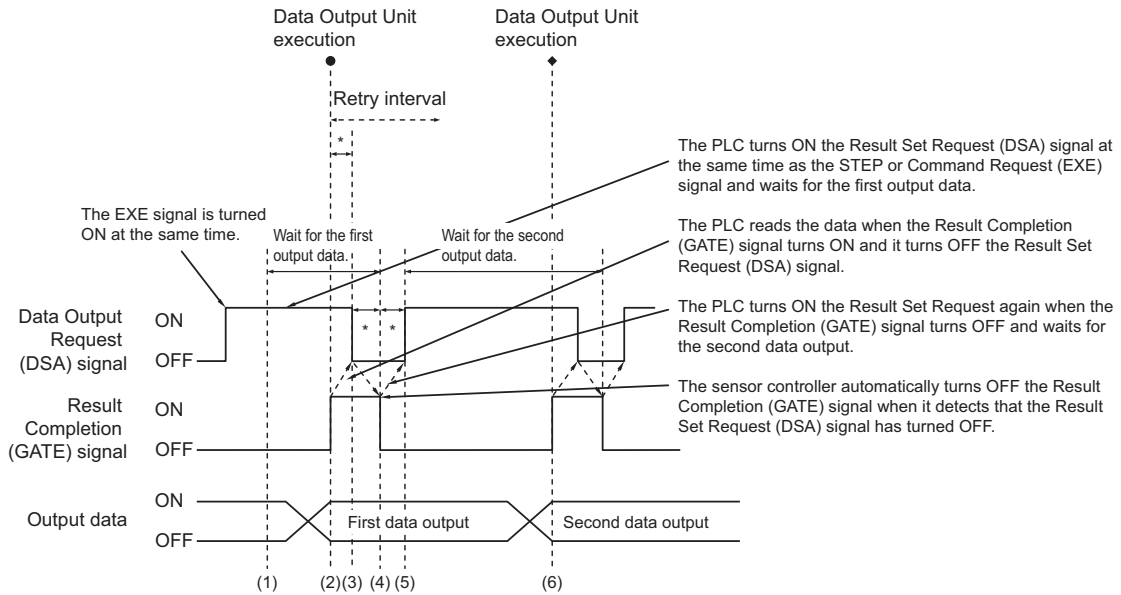 Data Output Unit
execution
Data Output Unit
execution
Retry interval
*
The PLC turns ON the Result Set Request (DSA) signal at
the same time as the STEP or Command Request (EXE)
signal and waits for the first output data.
The EXE signal is turned
ON at the same time.
Wait for the first
output data.
Wait for the second
output data.
The PLC reads the data when the Result Completion
(GATE) signal turns ON and it turns OFF the Result Set
Request (DSA) signal.
The PLC turns ON the Result Set Request again when the
Result Completion (GATE) signal turns OFF and waits for
the second data output.
Data Output
Request
(DSA) signal
ON
OFF
* *
The sensor controller automatically turns OFF the Result
Completion (GATE) signal when it detects that the Result
Set Request (DSA) signal has turned OFF.
Result
Completion
(GATE) signal
ON
OFF
Output data
ON
OFF
First data output
Second data output
(1) (2) (3) (4) (5) (6)